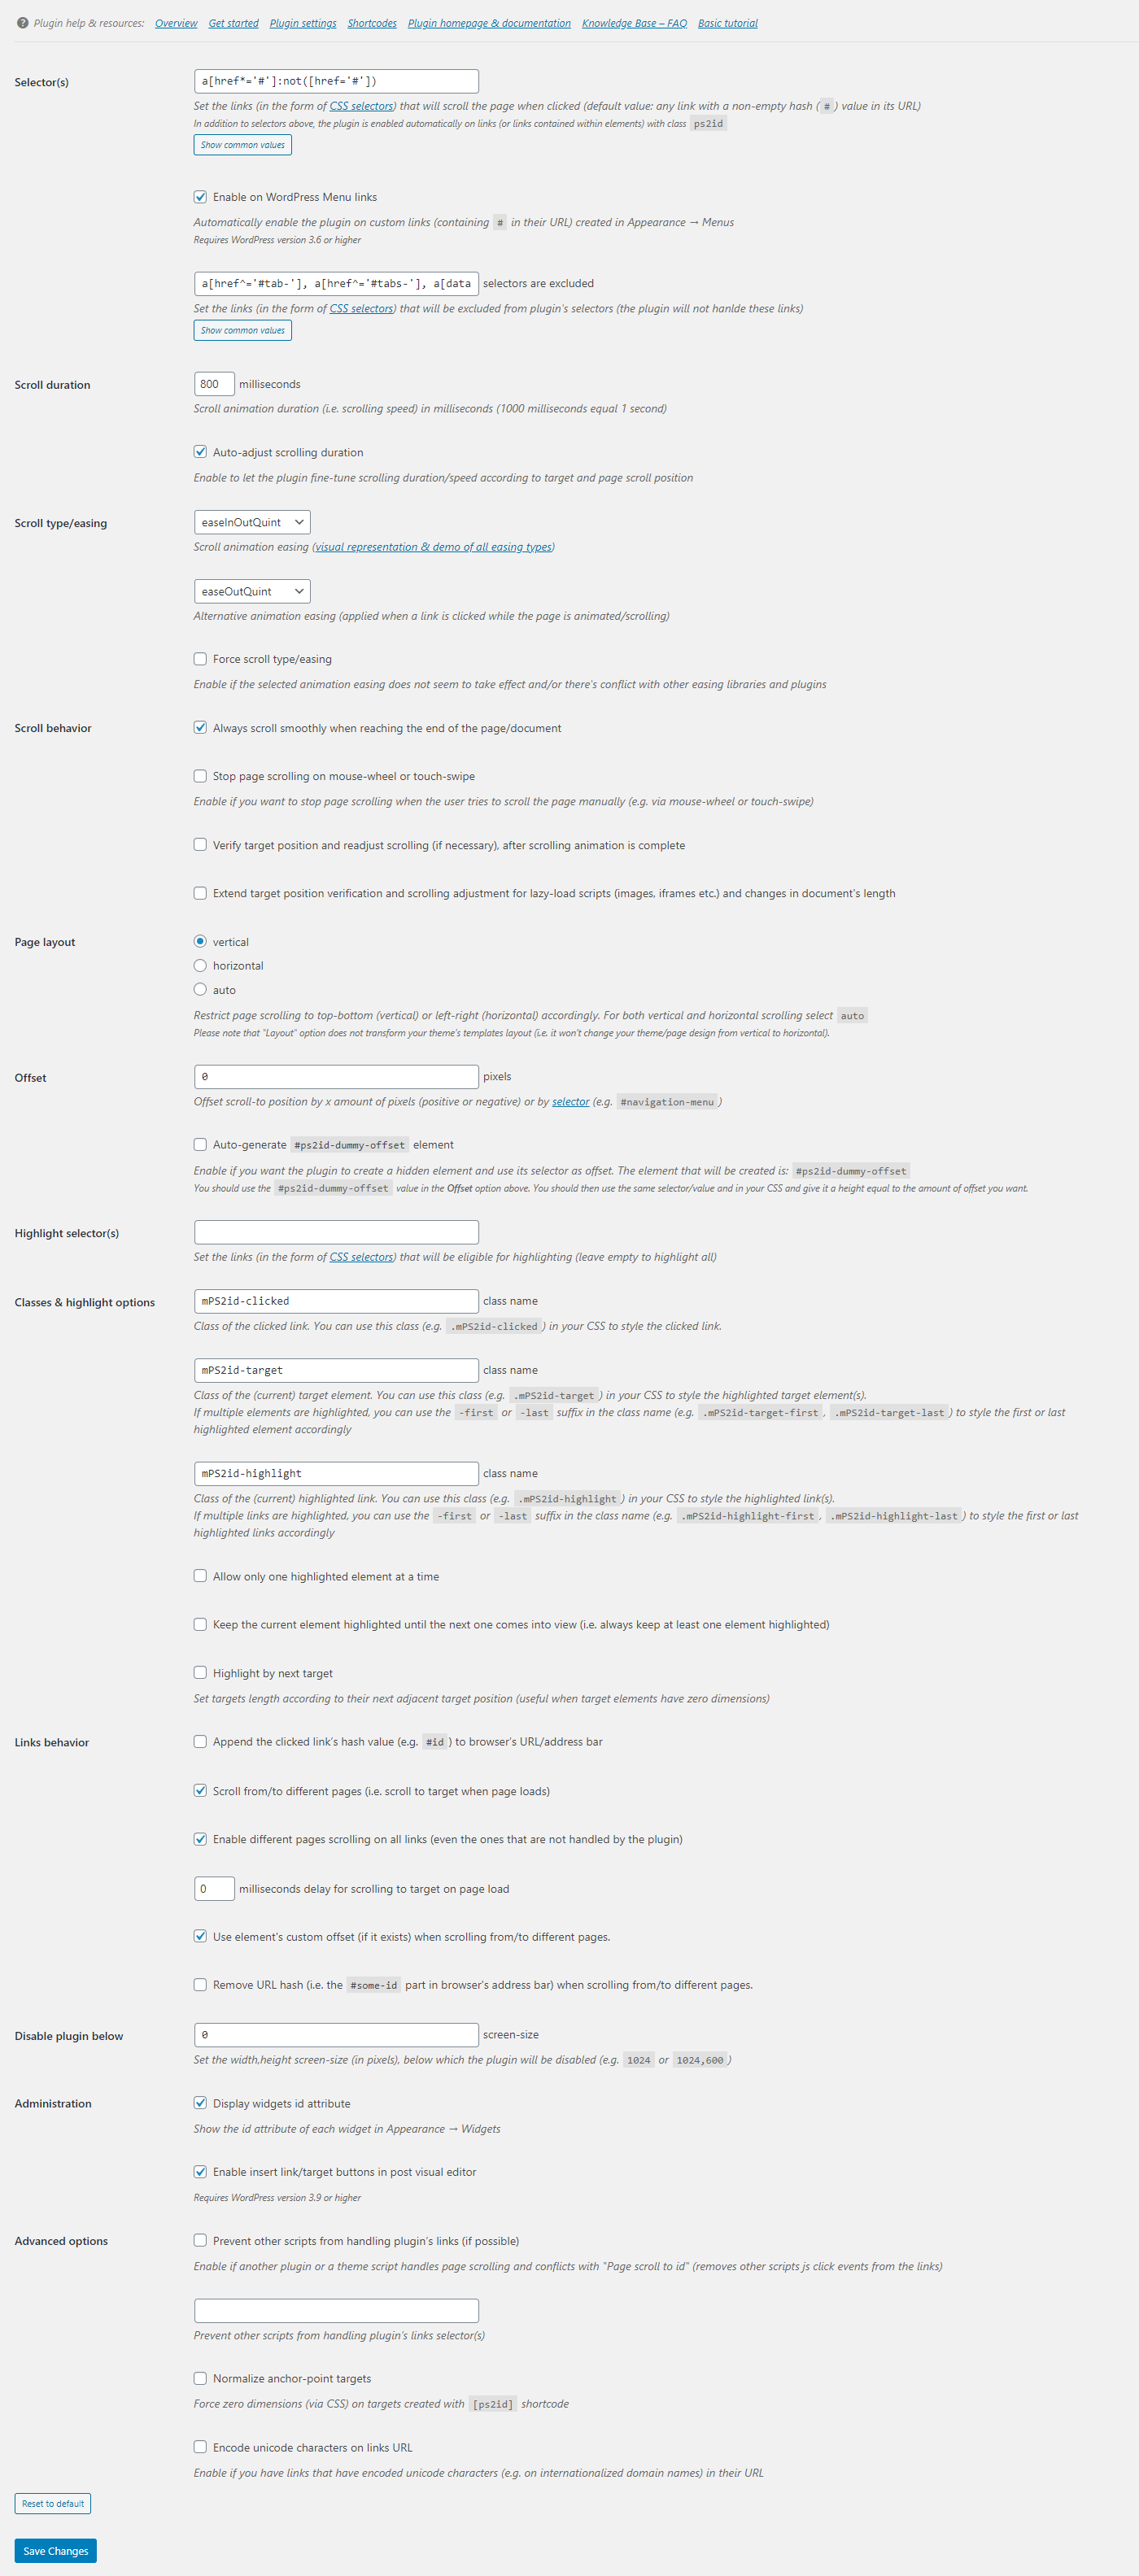 Plugin help & resources: Overview Get started Plugin settings Shortcodes Plugin homepage & documentation Knowledge Base – FAQ Basic tutorial
Selector(s)
a[href*='#']:not([href='#'])
Set the links (in the form of CSS selectors) that will scroll the page when clicked (default value: any link with a non-empty hash ( # ) value in its URL)
In addition to selectors above, the plugin is enabled automatically on links (or links contained within elements) with class ps2id
Show common values
Enable on WordPress Menu links
Automatically enable the plugin on custom links (containing # in their URL) created in Appearance → Menus
Requires WordPress version 3.6 or higher
a[href^='#tab-'], a[href^='#tabs-'], a[data selectors are excluded
Set the links (in the form of CSS selectors) that will be excluded from plugin's selectors (the plugin will not hanlde these links)
Show common values
Scroll duration
800 milliseconds
Scroll animation duration (i.e. scrolling speed) in milliseconds (1000 milliseconds equal 1 second)
Auto-adjust scrolling duration
Enable to let the plugin fine-tune scrolling duration/speed according to target and page scroll position
Scroll type/easing
easeInOutQuint
Scroll animation easing (visual representation & demo of all easing types)
easeOutQuint
Alternative animation easing (applied when a link is clicked while the page is animated/scrolling)
Force scroll type/easing
Enable if the selected animation easing does not seem to take effect and/or there's conflict with other easing libraries and plugins
Scroll behavior
Always scroll smoothly when reaching the end of the page/document
Stop page scrolling on mouse-wheel or touch-swipe
Enable if you want to stop page scrolling when the user tries to scroll the page manually (e.g. via mouse-wheel or touch-swipe)
Verify target position and readjust scrolling (if necessary), after scrolling animation is complete
Extend target position verification and scrolling adjustment for lazy-load scripts (images, iframes etc.) and changes in document's length
Page layout
vertical
horizontal
auto
Restrict page scrolling to top-bottom (vertical) or left-right (horizontal) accordingly. For both vertical and horizontal scrolling select auto
Please note that "Layout" option does not transform your theme's templates layout (i.e. it won't change your theme/page design from vertical to horizontal).
Offset
0 pixels
Offset scroll-to position by x amount of pixels (positive or negative) or by selector (e.g. #navigation-menu )
Auto-generate #ps2id-dummy-offset element
Enable if you want the plugin to create a hidden element and use its selector as offset. The element that will be created is: #ps2id-dummy-offset
You should use the #ps2id-dummy-offset value in the Offset option above. You should then use the same selector/value and in your CSS and give it a height equal to the amount of offset you want.
Highlight selector(s)
Set the links (in the form of CSS selectors) that will be eligible for highlighting (leave empty to highlight all)
Classes & highlight options
mPS2id-clicked class name
Class of the clicked link. You can use this class (e.g. .mPS2id-clicked ) in your CSS to style the clicked link.
mPS2id-target class name
Class of the (current) target element. You can use this class (e.g. .mPS2id-target ) in your CSS to style the highlighted target element(s).
If multiple elements are highlighted, you can use the -first or -last suffix in the class name (e.g. .mPS2id-target-first , .mPS2id-target-last ) to style the first or last
highlighted element accordingly
mPS2id-highlight class name
Class of the (current) highlighted link. You can use this class (e.g. .mPS2id-highlight ) in your CSS to style the highlighted link(s).
If multiple links are highlighted, you can use the -first or -last suffix in the class name (e.g. .mPS2id-highlight-first , .mPS2id-highlight-last ) to style the first or last
highlighted links accordingly
Allow only one highlighted element at a time
Keep the current element highlighted until the next one comes into view (i.e. always keep at least one element highlighted)
Highlight by next target
Set targets length according to their next adjacent target position (useful when target elements have zero dimensions)
Links behavior
Append the clicked link's hash value (e.g. #id ) to browser's URL/address bar
Scroll from/to different pages (i.e. scroll to target when page loads)
Enable different pages scrolling on all links (even the ones that are not handled by the plugin)
0 milliseconds delay for scrolling to target on page load
Use element's custom offset (if it exists) when scrolling from/to different pages.
Remove URL hash (i.e. the #some-id part in browser's address bar) when scrolling from/to different pages.
Disable plugin below
0 screen-size
Set the width,height screen-size (in pixels), below which the plugin will be disabled (e.g. 1024 or 1024,600 )
Administration
Display widgets id attribute
Show the id attribute of each widget in Appearance → Widgets
Enable insert link/target buttons in post visual editor
Requires WordPress version 3.9 or higher
Advanced options
Prevent other scripts from handling plugin's links (if possible)
Enable if another plugin or a theme script handles page scrolling and conflicts with "Page scroll to id" (removes other scripts js click events from the links)
Prevent other scripts from handling plugin's links selector(s)
Normalize anchor-point targets
Force zero dimensions (via CSS) on targets created with [ps2id] shortcode
Encode unicode characters on links URL
Enable if you have links that have encoded unicode characters (e.g. on internationalized domain names) in their URL
Reset to default
Save Changes